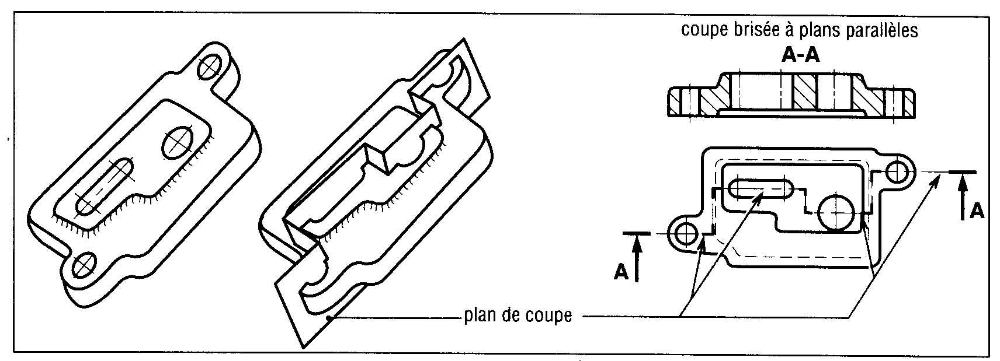 coupe brisée à plans parallèles
A-A
A
A
plan de coupe